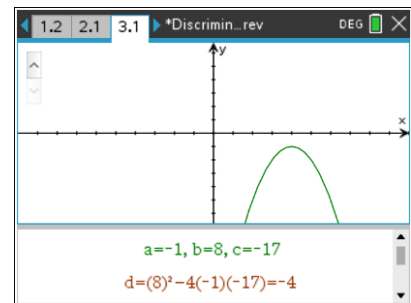 1.2 2.1 3.1 *Discrimin...rev DEG
y
x
a=-1, b=8, c=-17
d=(8)²-4(-1)(-17)=-4